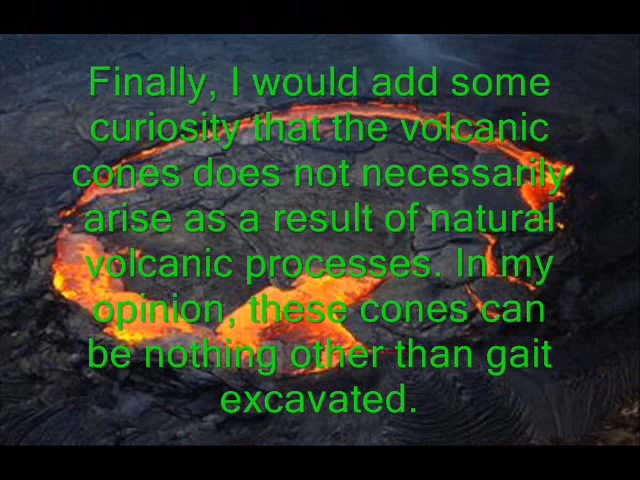 Finally, I would add some
curiosity that the volcanic
cones does not necessarily
arise as a result of natural
volcanic processes. In my
opinion, these cones can
be nothing other than gait
excavated.